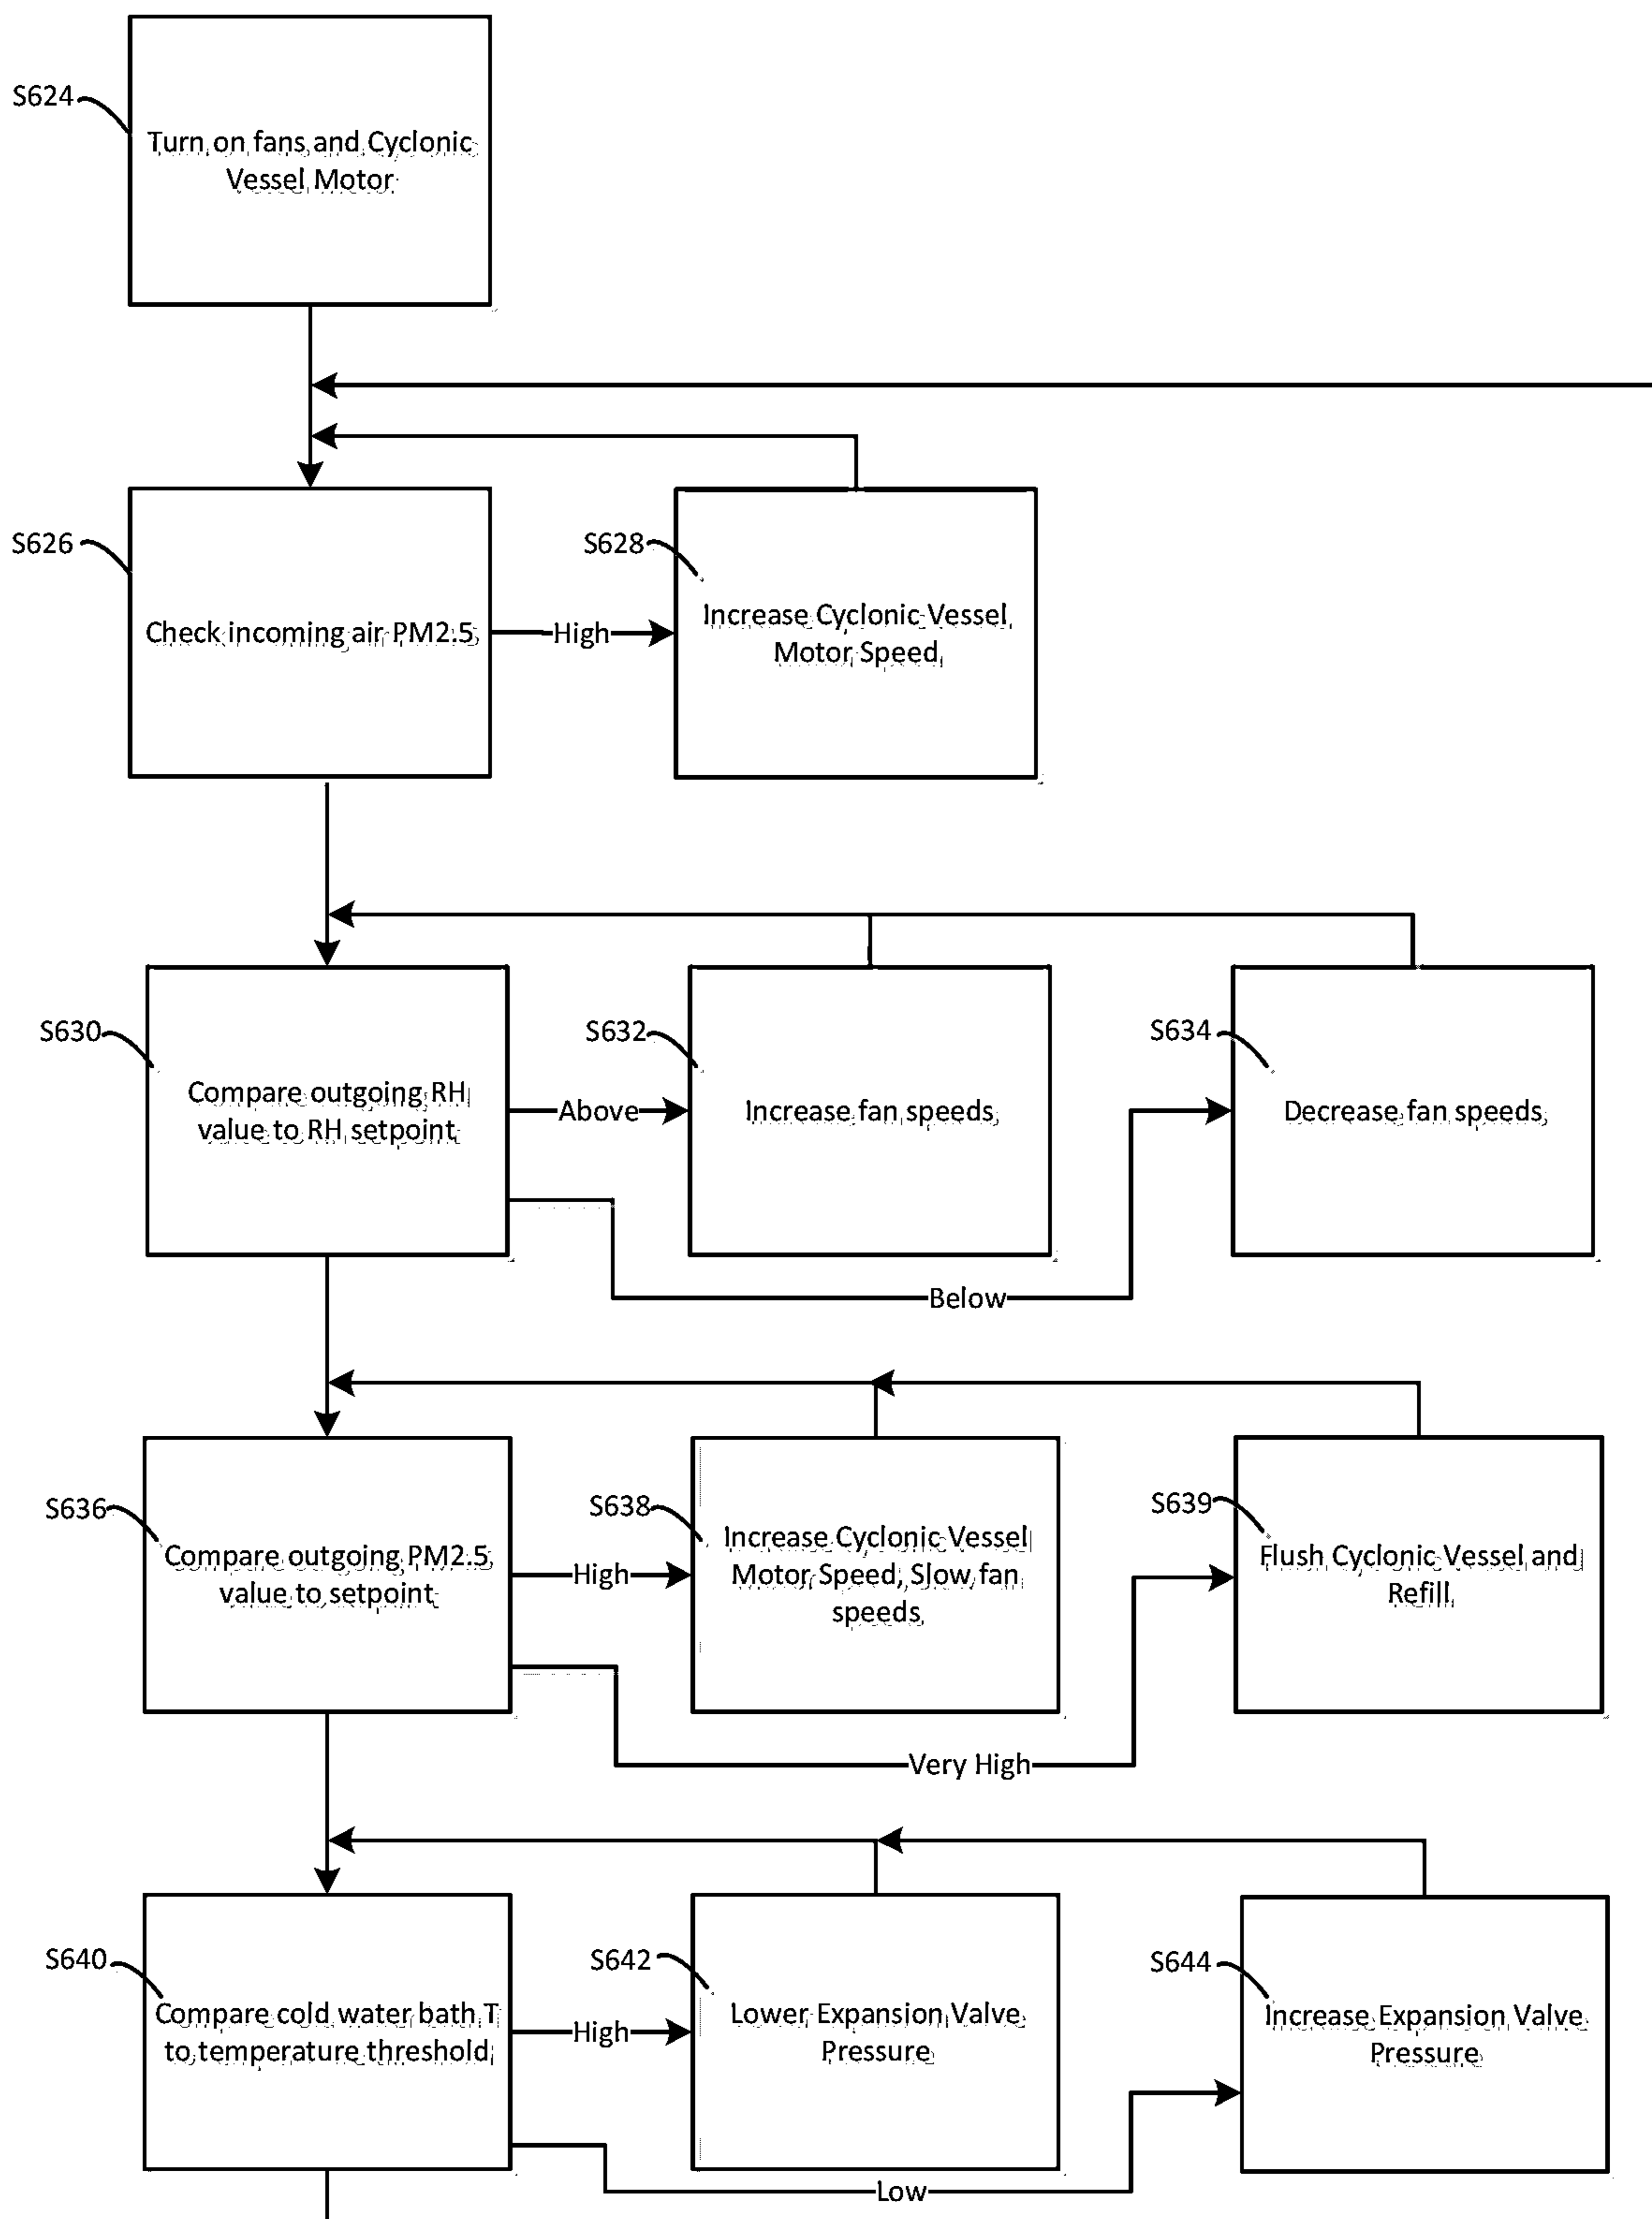 S624
Turn on fans and Cyclonic
Vessel Motor
S626
Check incoming air PM2.5
High
S628
Increase Cyclonic Vessel
Motor Speed
S630
Compare outgoing RH
value to RH setpoint
Above
S632
Increase fan speeds
S634
Decrease fan speeds
Below
S636
Compare outgoing PM2.5
value to setpoint
High
S638
Increase Cyclonic Vessel
Motor Speed, Slow fan
speeds
S639
Flush Cyclonic Vessel and
Refill
Very High
S640
Compare cold water bath T
to temperature threshold
High
S642
Lower Expansion Valve
Pressure
S644
Increase Expansion Valve
Pressure
Low